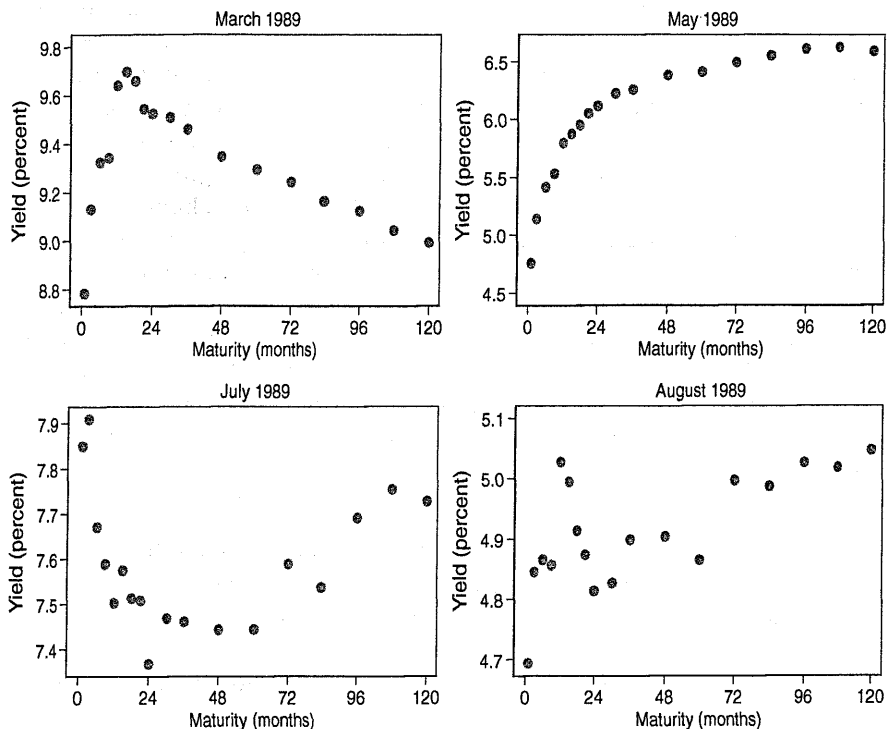 March 1989
Yield (percent)
9.8
9.6
9.4
9.2
9.0
8.8
0 24 48 72 96 120
Maturity (months)
May 1989
Yield (percent)
6.5
6.0
5.5
5.0
4.5
0 24 48 72 96 120
Maturity (months)
July 1989
Yield (percent)
7.9
7.8
7.7
7.6
7.5
7.4
0 24 48 72 96 120
Maturity (months)
August 1989
Yield (percent)
5.1
5.0
4.9
4.8
4.7
0 24 48 72 96 120
Maturity (months)